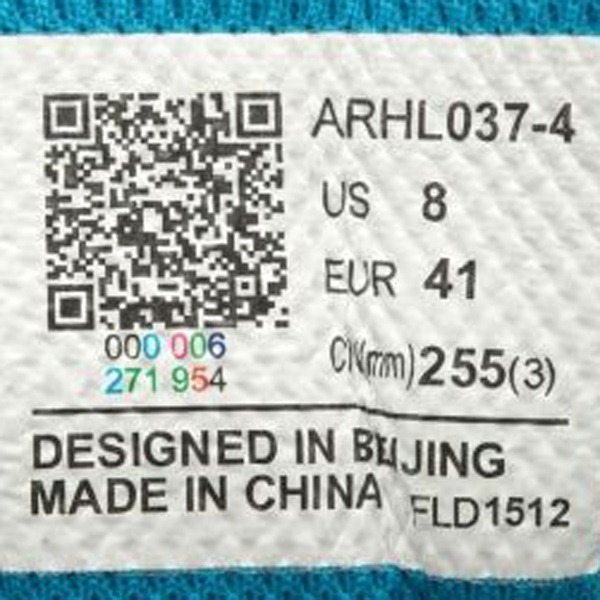 ARHL037-4
US 8
EUR 41
CN(mm) 255(3)
000 006
271 954
DESIGNED IN BEIJING
MADE IN CHINA FLD1512